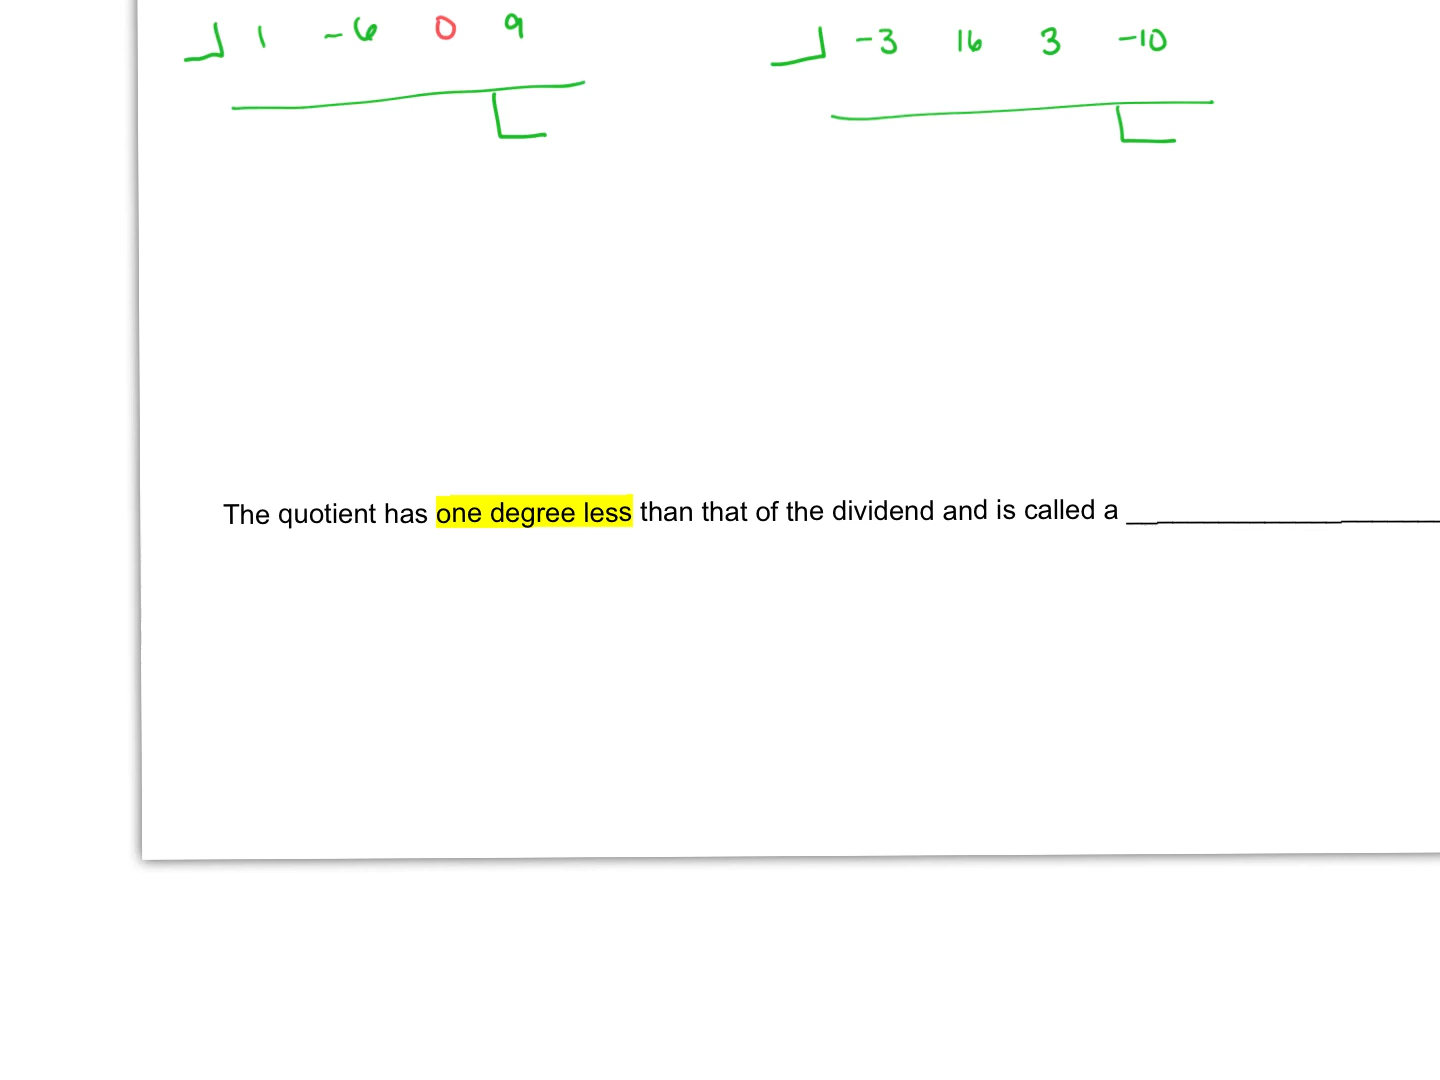 1 -6 0 9
-3 16 3 -10
The quotient has one degree less than that of the dividend and is called a ____________________